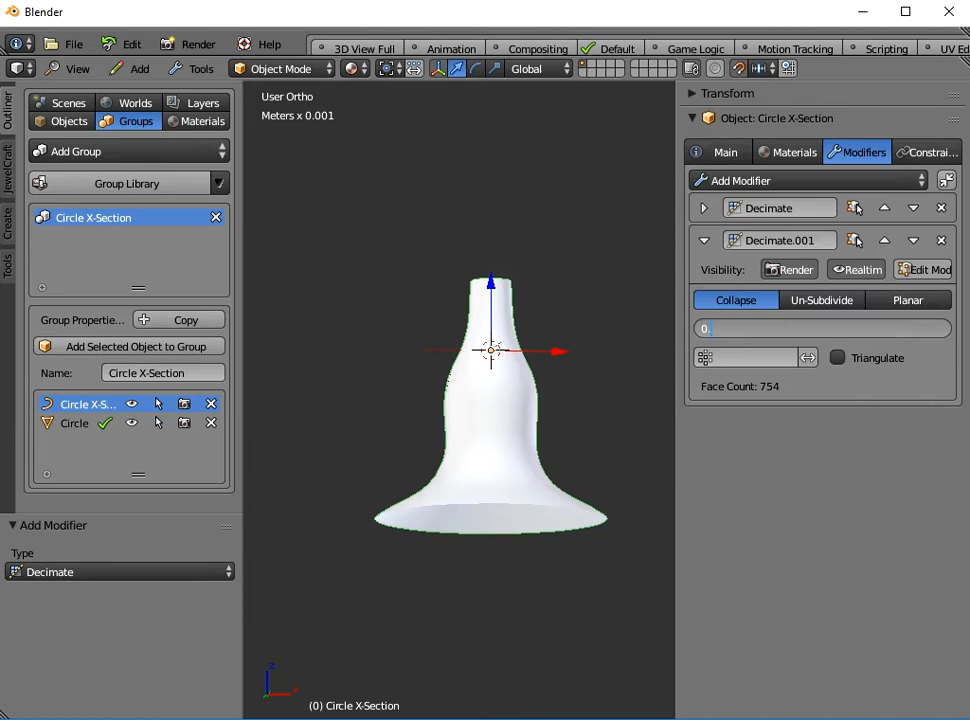 Blender
File Edit Render Help 3D View Full Animation Compositing Default Game Logic Motion Tracking Scripting UV Ed
View Add Tools Object Mode Global
Outliner
JewelCraft
Create
Tools
Scenes Worlds Layers
Objects Groups Materials
Add Group
Group Library
Circle X-Section
Group Propertie... Copy
Add Selected Object to Group
Name: Circle X-Section
Circle X-S...
Circle
Add Modifier
Type
Decimate
User Ortho
Meters x 0.001
z
x
(0) Circle X-Section
Transform
Object: Circle X-Section
Main Materials Modifiers Constrai...
Add Modifier
Decimate
Decimate.001
Visibility: Render Realtim Edit Mod
Collapse Un-Subdivide Planar
0.
Triangulate
Face Count: 754